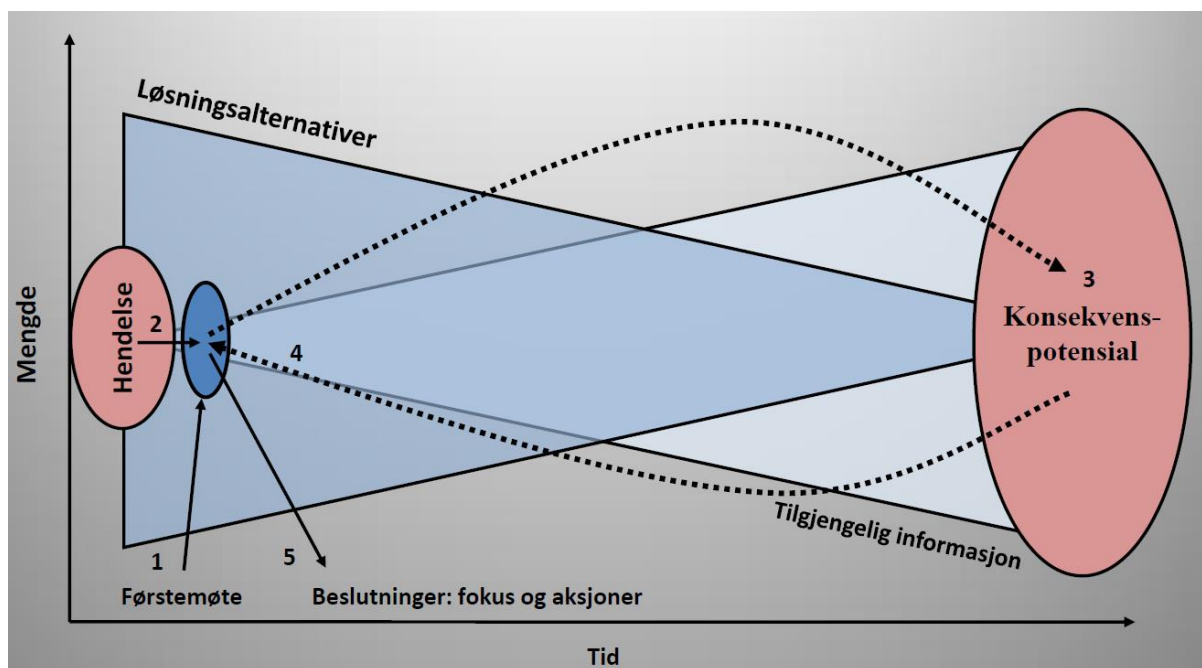 Løsningsalternativer
Mengde
Hendelse
2
4
3
Konsekvens-
potensial
Tilgjengelig informasjon
1
5
Førstemøte
Beslutninger: fokus og aksjoner
Tid